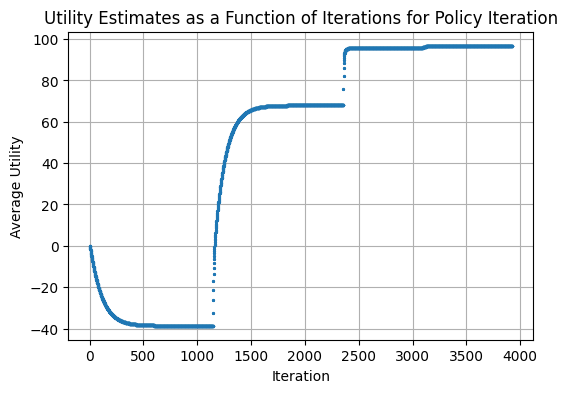 Utility Estimates as a Function of Iterations for Policy Iteration
100
80
60
40
20
0
−20
−40
Average Utility
0 500 1000 1500 2000 2500 3000 3500 4000
Iteration